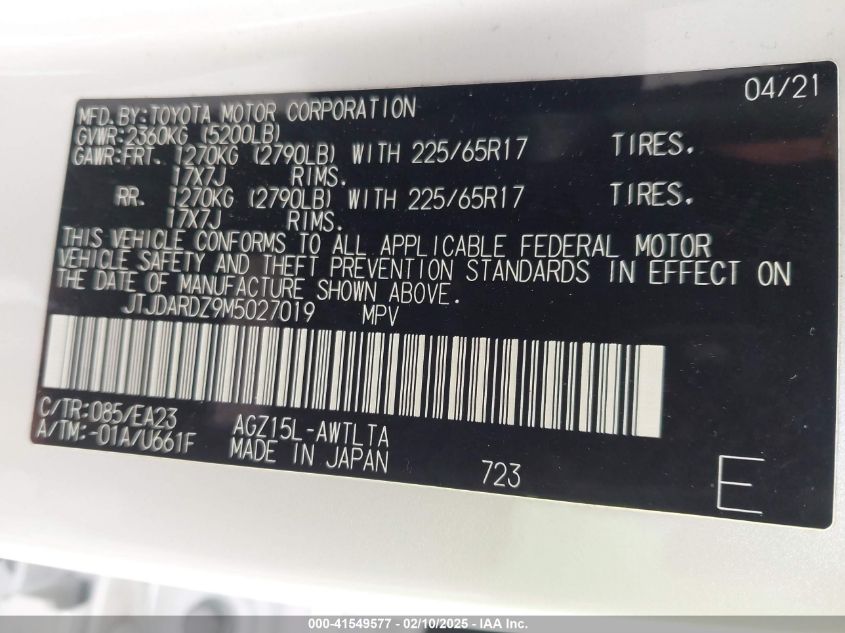 04/21
MFD.BY:TOYOTA MOTOR CORPORATION
GVWR:2360KG (5200LB)
GAWR:FRT. 1270KG (2790LB) WITH 225/65R17 TIRES.
17X7J RIMS.
RR. 1270KG (2790LB) WITH 225/65R17 TIRES.
17X7J RIMS.
THIS VEHICLE CONFORMS TO ALL APPLICABLE FEDERAL MOTOR
VEHICLE SAFETY AND THEFT PREVENTION STANDARDS IN EFFECT ON
THE DATE OF MANUFACTURE SHOWN ABOVE.
JTJDARDZ9M5027019 MPV
C/TR:085/EA23 AGZ15L-AWTLTA
A/TM:-01A/U661F MADE IN JAPAN 723 E
000-41549577 - 02/10/2025 - IAA Inc.